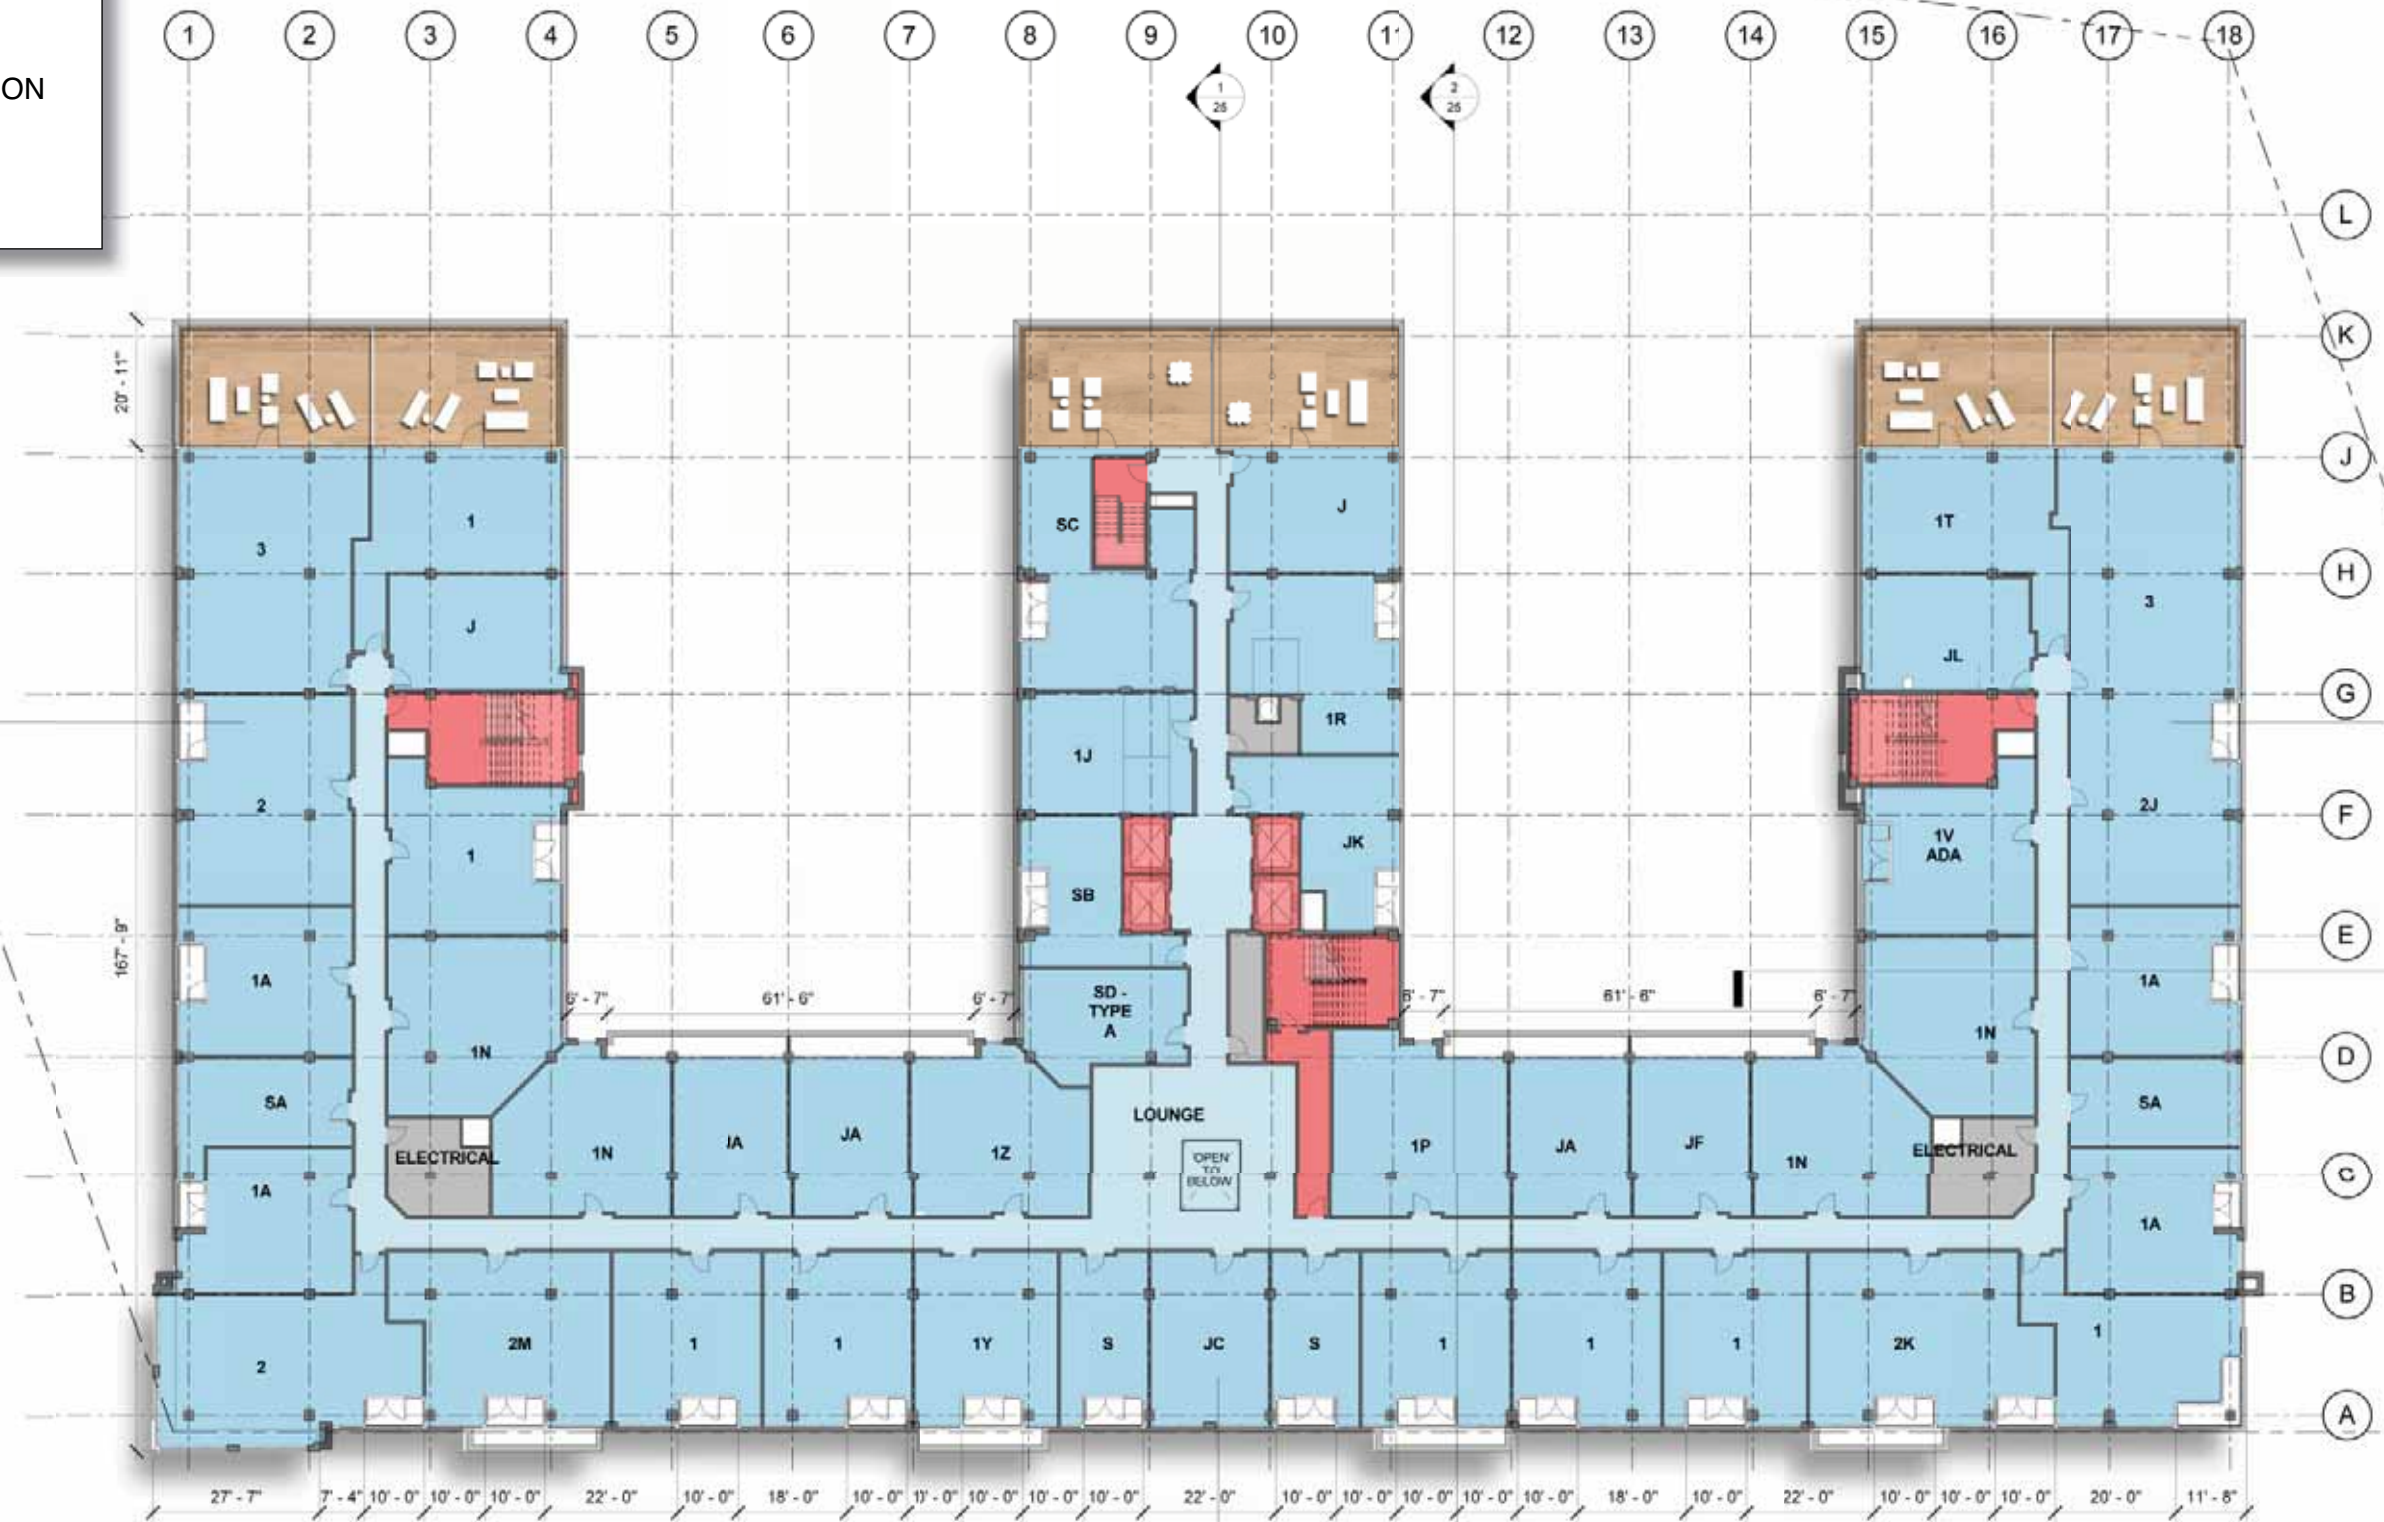 ON
1 2 3 4 5 6 7 8 9 10 11 12 13 14 15 16 17 18
1
25
2
25
L
K
20' - 11"
J
SC
J
1T
1
3
H
3
J
JL
G
1R
1J
2
2J
F
1V
ADA
JK
1
SB
E
167' - 9"
1A
1A
SD -
TYPE
A
6' - 7" 61' - 6" 6' - 7" 6' - 7" 61' - 6" 6' - 7"
1N
1N
D
SA
SA
LOUNGE
ELECTRICAL
1N
JA
1Z
OPEN
TO
BELOW
1P
JA
JF
1N
ELECTRICAL
C
1A
1A
B
2
2M
1
1
1Y
S
JC
S
1
1
1
2K
1
A
27' - 7" 7' - 4" 10' - 0" 10' - 0" 10' - 0" 22' - 0" 10' - 0" 18' - 0" 10' - 0" 10' - 0" 10' - 0" 10' - 0" 22' - 0" 10' - 0" 10' - 0" 10' - 0" 10' - 0" 10' - 0" 18' - 0" 10' - 0" 22' - 0" 10' - 0" 10' - 0" 10' - 0" 20' - 0" 11' - 8"